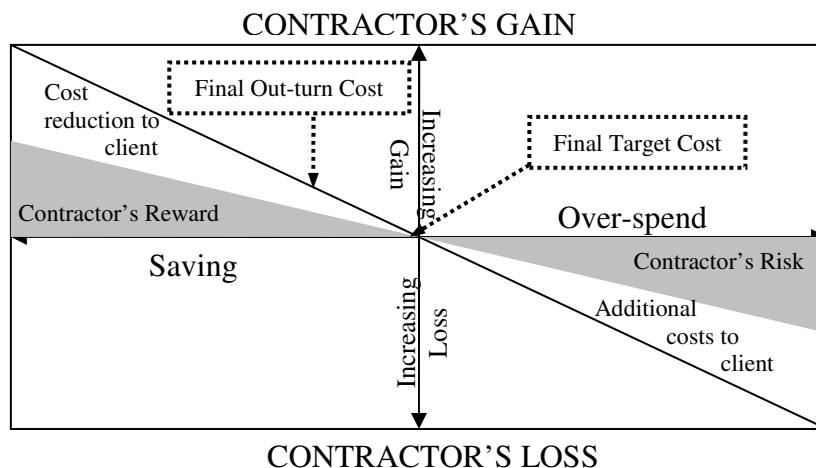 CONTRACTOR'S GAIN
Final Out-turn Cost
Cost
reduction to
client
Increasing
Gain
Final Target Cost
Contractor's Reward
Over-spend
Saving
Contractor's Risk
Increasing
Loss
Additional
costs to
client
CONTRACTOR'S LOSS